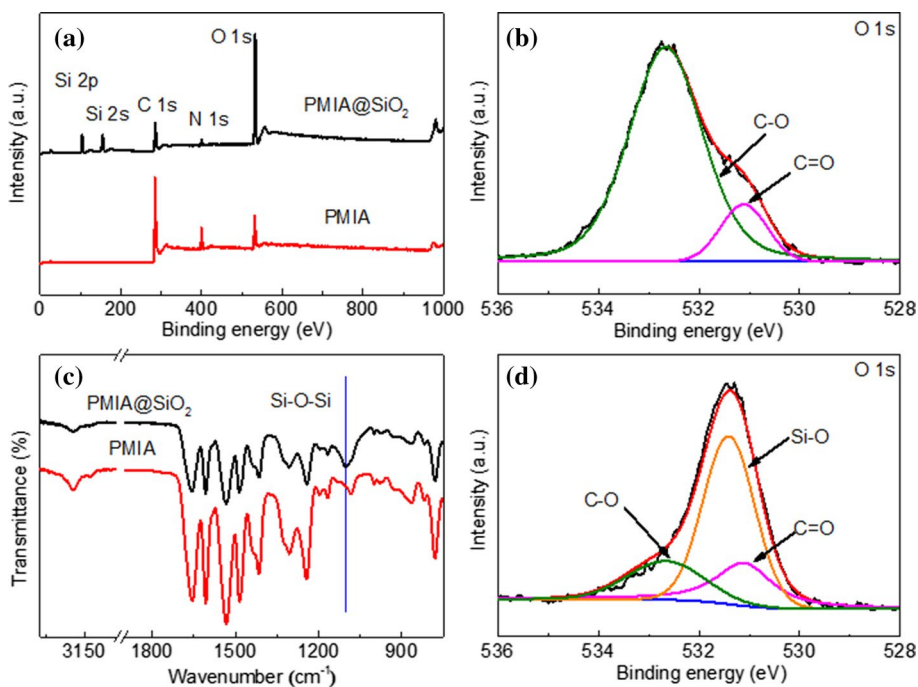 (a)
O 1s
Si 2p
Si 2s
C 1s
N 1s
PMIA@SiO₂
PMIA
Intensity (a.u.)
0 200 400 600 800 1000
Binding energy (eV)
(b)
O 1s
C-O
C=O
Intensity (a.u.)
536 534 532 530 528
Binding energy (eV)
(c)
PMIA@SiO₂
Si-O-Si
PMIA
Transmittance (%)
3150 1800 1500 1200 900
Wavenumber (cm⁻¹)
(d)
O 1s
Si-O
C-O
C=O
Intensity (a.u.)
536 534 532 530 528
Binding energy (eV)